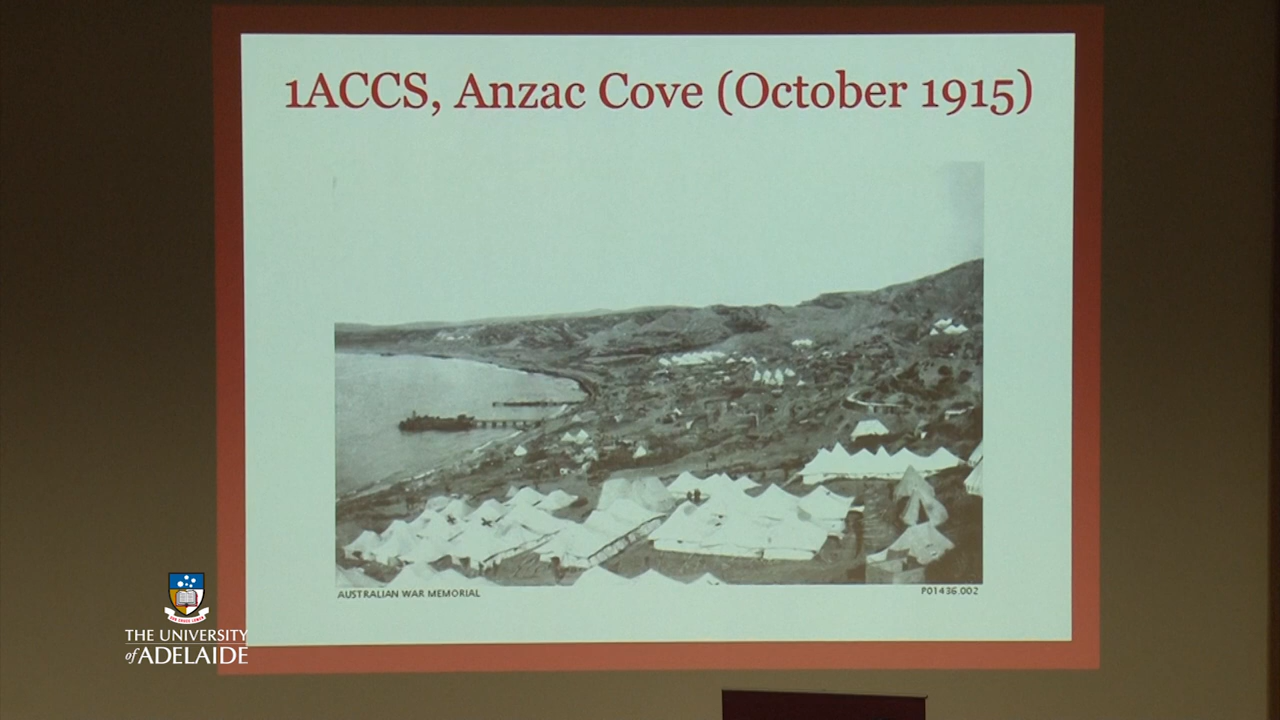 1ACCS, Anzac Cove (October 1915)
AUSTRALIAN WAR MEMORIAL
P01436.002
THE UNIVERSITY
of ADELAIDE